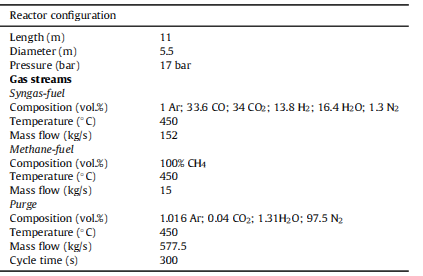 Reactor configuration
Length (m) 11
Diameter (m) 5.5
Pressure (bar) 17 bar
Gas streams
Syngas-fuel
Composition (vol.%) 1 Ar; 33.6 CO; 34 CO₂; 13.8 H₂; 16.4 H₂O; 1.3 N₂
Temperature (°C) 450
Mass flow (kg/s) 152
Methane-fuel
Composition (vol.%) 100% CH₄
Temperature (°C) 450
Mass flow (kg/s) 15
Purge
Composition (vol.%) 1.016 Ar; 0.04 CO₂; 1.31H₂O; 97.5 N₂
Temperature (°C) 450
Mass flow (kg/s) 577.5
Cycle time (s) 300